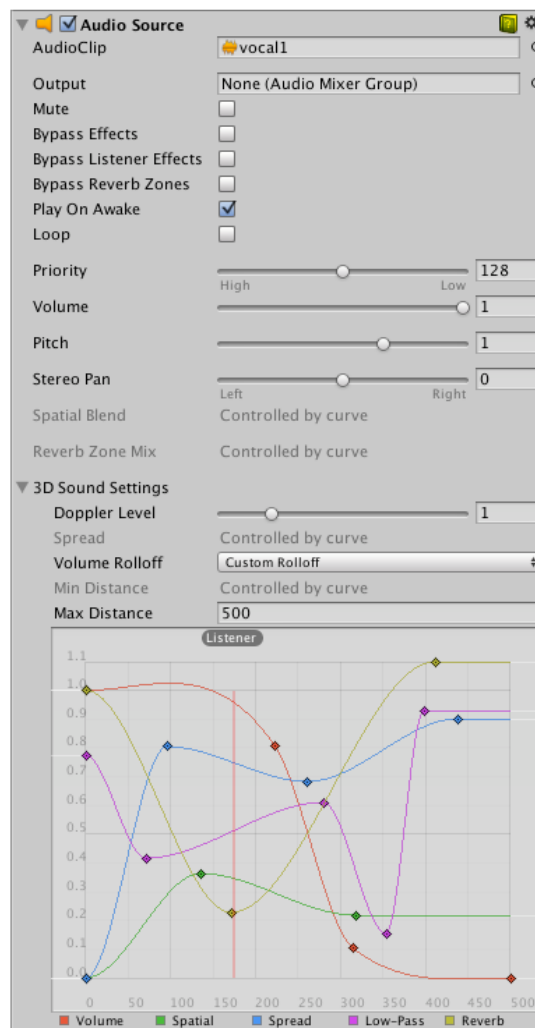 Audio Source
AudioClip vocal1
Output None (Audio Mixer Group)
Mute
Bypass Effects
Bypass Listener Effects
Bypass Reverb Zones
Play On Awake
Loop
Priority 128
High Low
Volume 1
Pitch 1
Stereo Pan 0
Left Right
Spatial Blend Controlled by curve
Reverb Zone Mix Controlled by curve
3D Sound Settings
Doppler Level 1
Spread Controlled by curve
Volume Rolloff Custom Rolloff
Min Distance Controlled by curve
Max Distance 500
Listener
1.1
1.0
0.9
0.8
0.7
0.6
0.5
0.4
0.3
0.2
0.1
0.0
0 50 100 150 200 250 300 350 400 450 500
Volume Spatial Spread Low-Pass Reverb